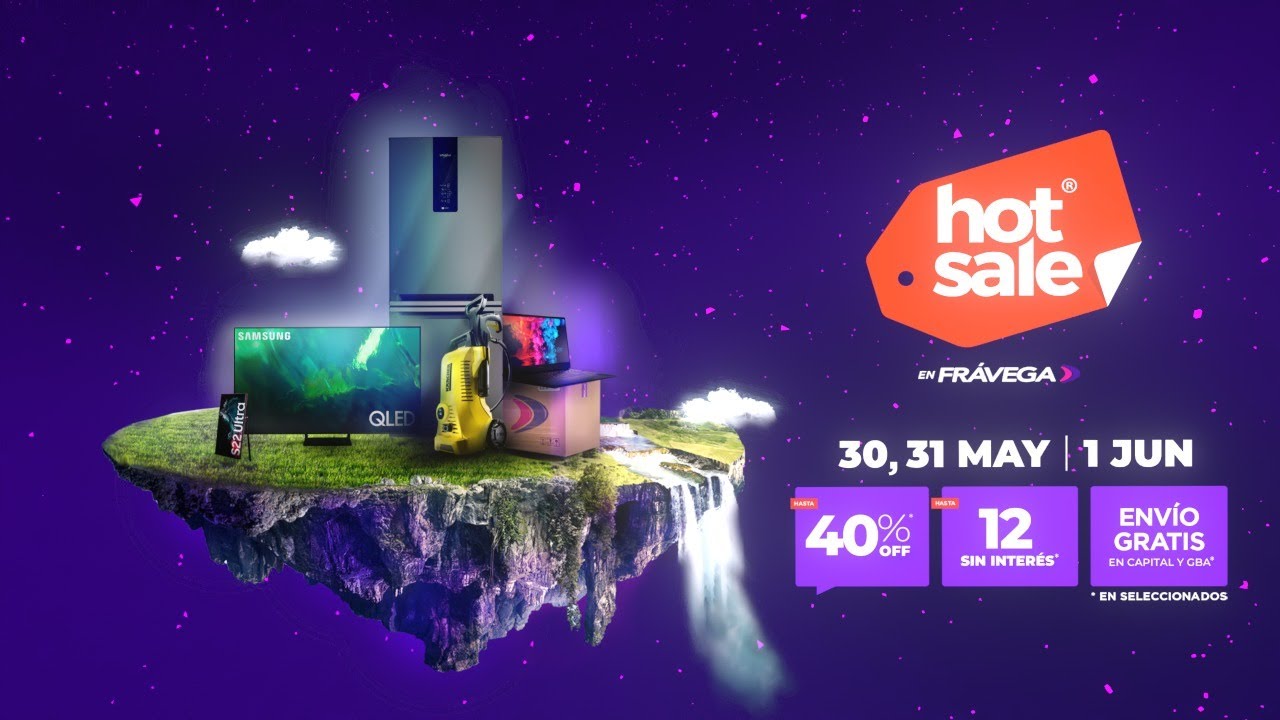 SAMSUNG
QLED
S22 Ultra
hot®
sale
EN FRÁVEGA
30, 31 MAY | 1 JUN
HASTA
40%*
OFF
HASTA
12
SIN INTERÉS*
ENVÍO
GRATIS
EN CAPITAL Y GBA*
* EN SELECCIONADOS